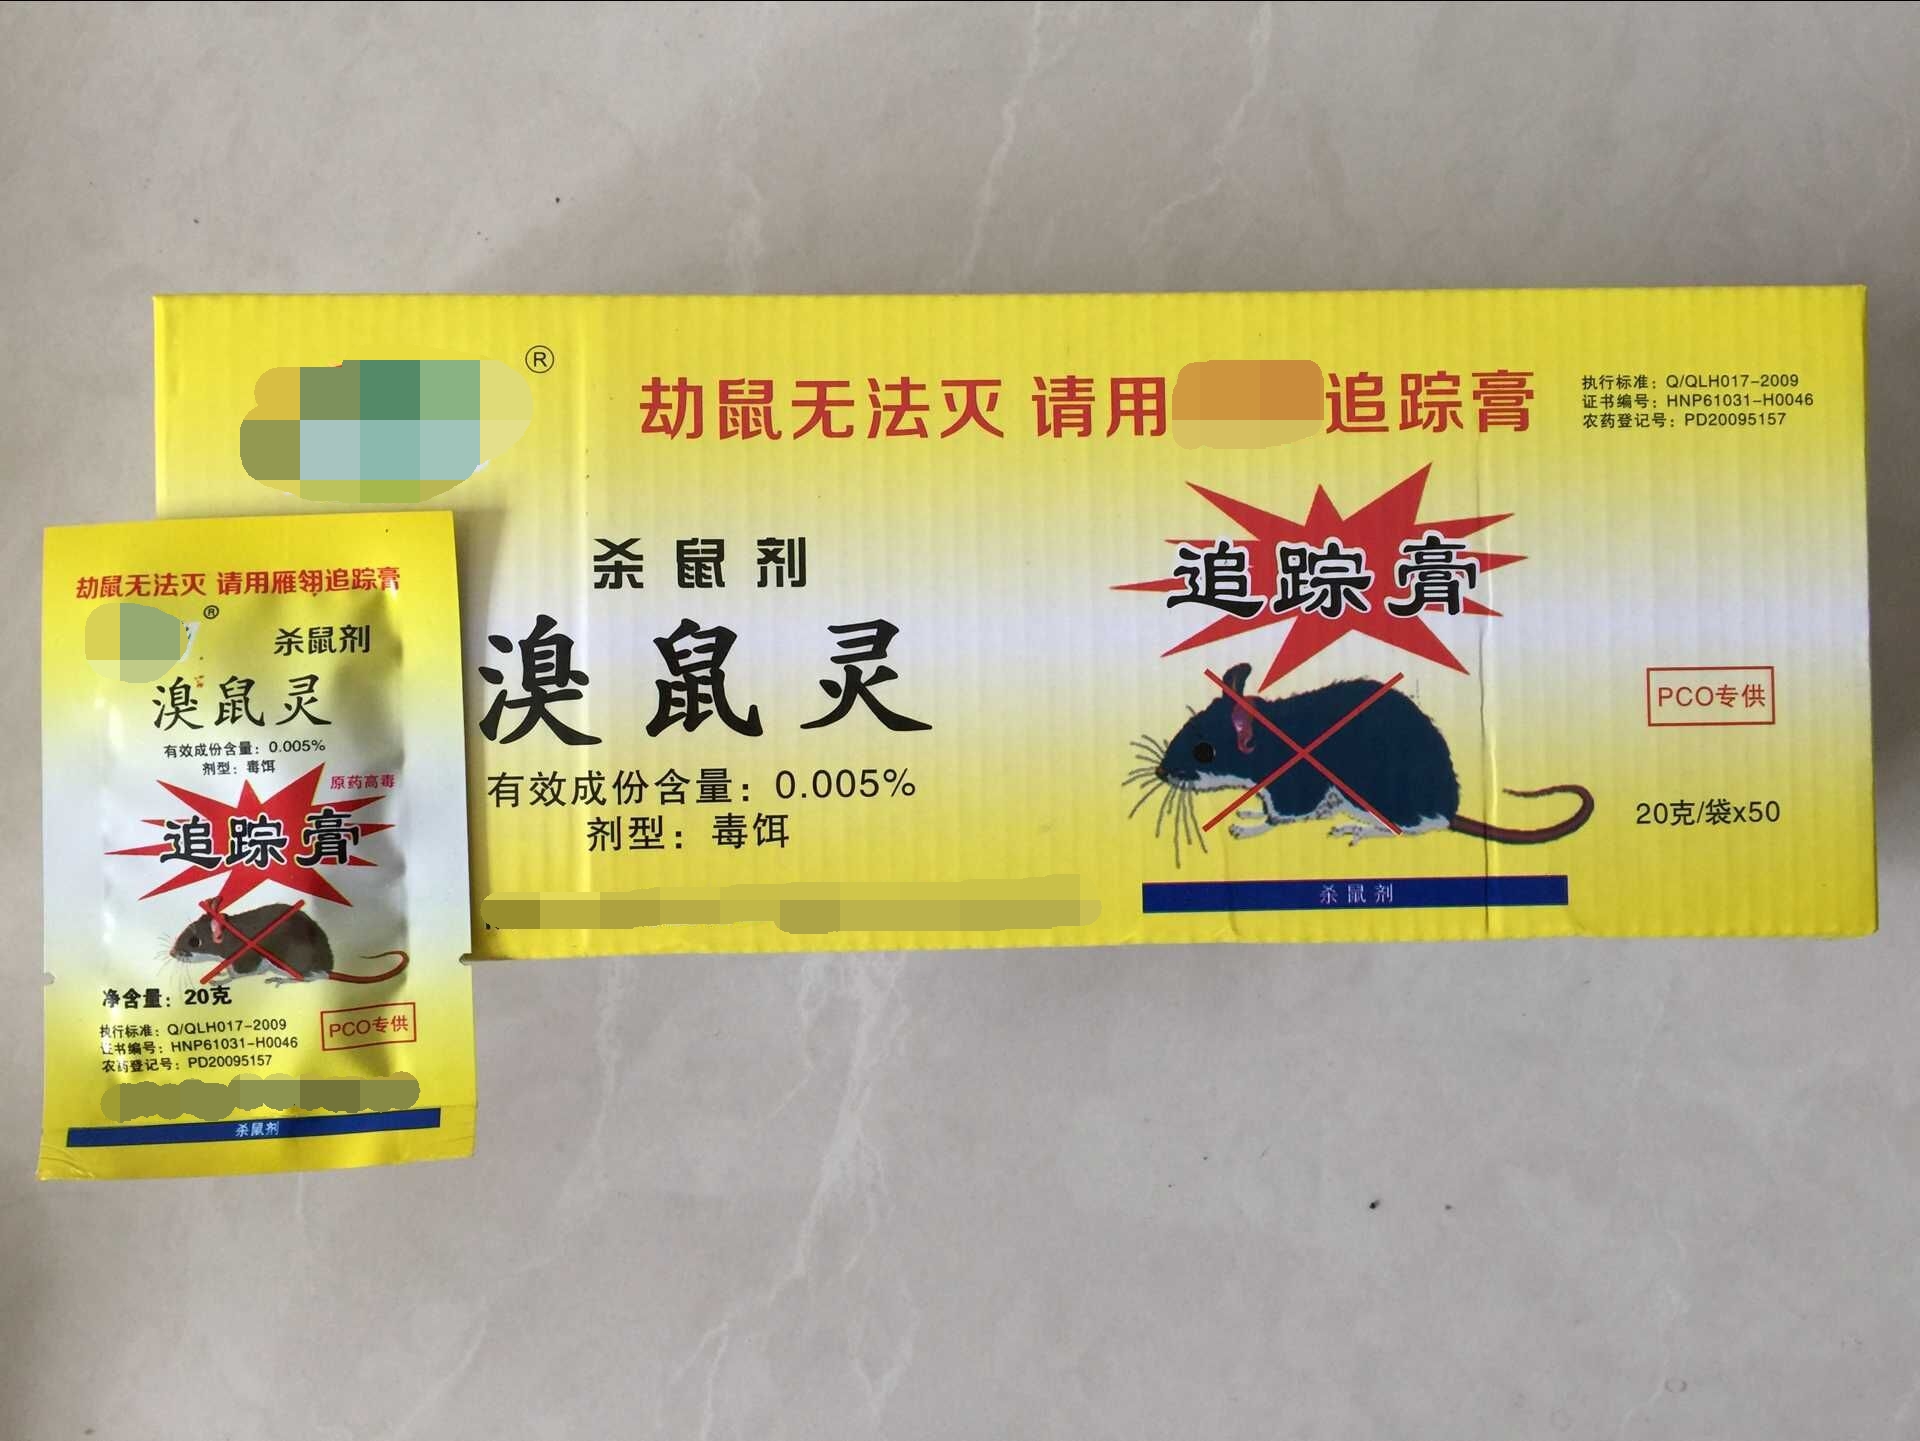 ®
劫鼠无法灭 请用 追踪膏
执行标准：Q/QLH017-2009
证书编号：HNP61031-H0046
农药登记号：PD20095157
杀鼠剂
溴鼠灵
有效成份含量：0.005%
剂型：毒饵
追踪膏
PCO专供
20克/袋x50
杀鼠剂
劫鼠无法灭 请用雁翎追踪膏
®
杀鼠剂
溴鼠灵
有效成份含量：0.005%
剂型：毒饵
原药高毒
追踪膏
净含量：20克
执行标准：Q/QLH017-2009
证书编号：HNP61031-H0046
农药登记号：PD20095157
PCO专供
杀鼠剂